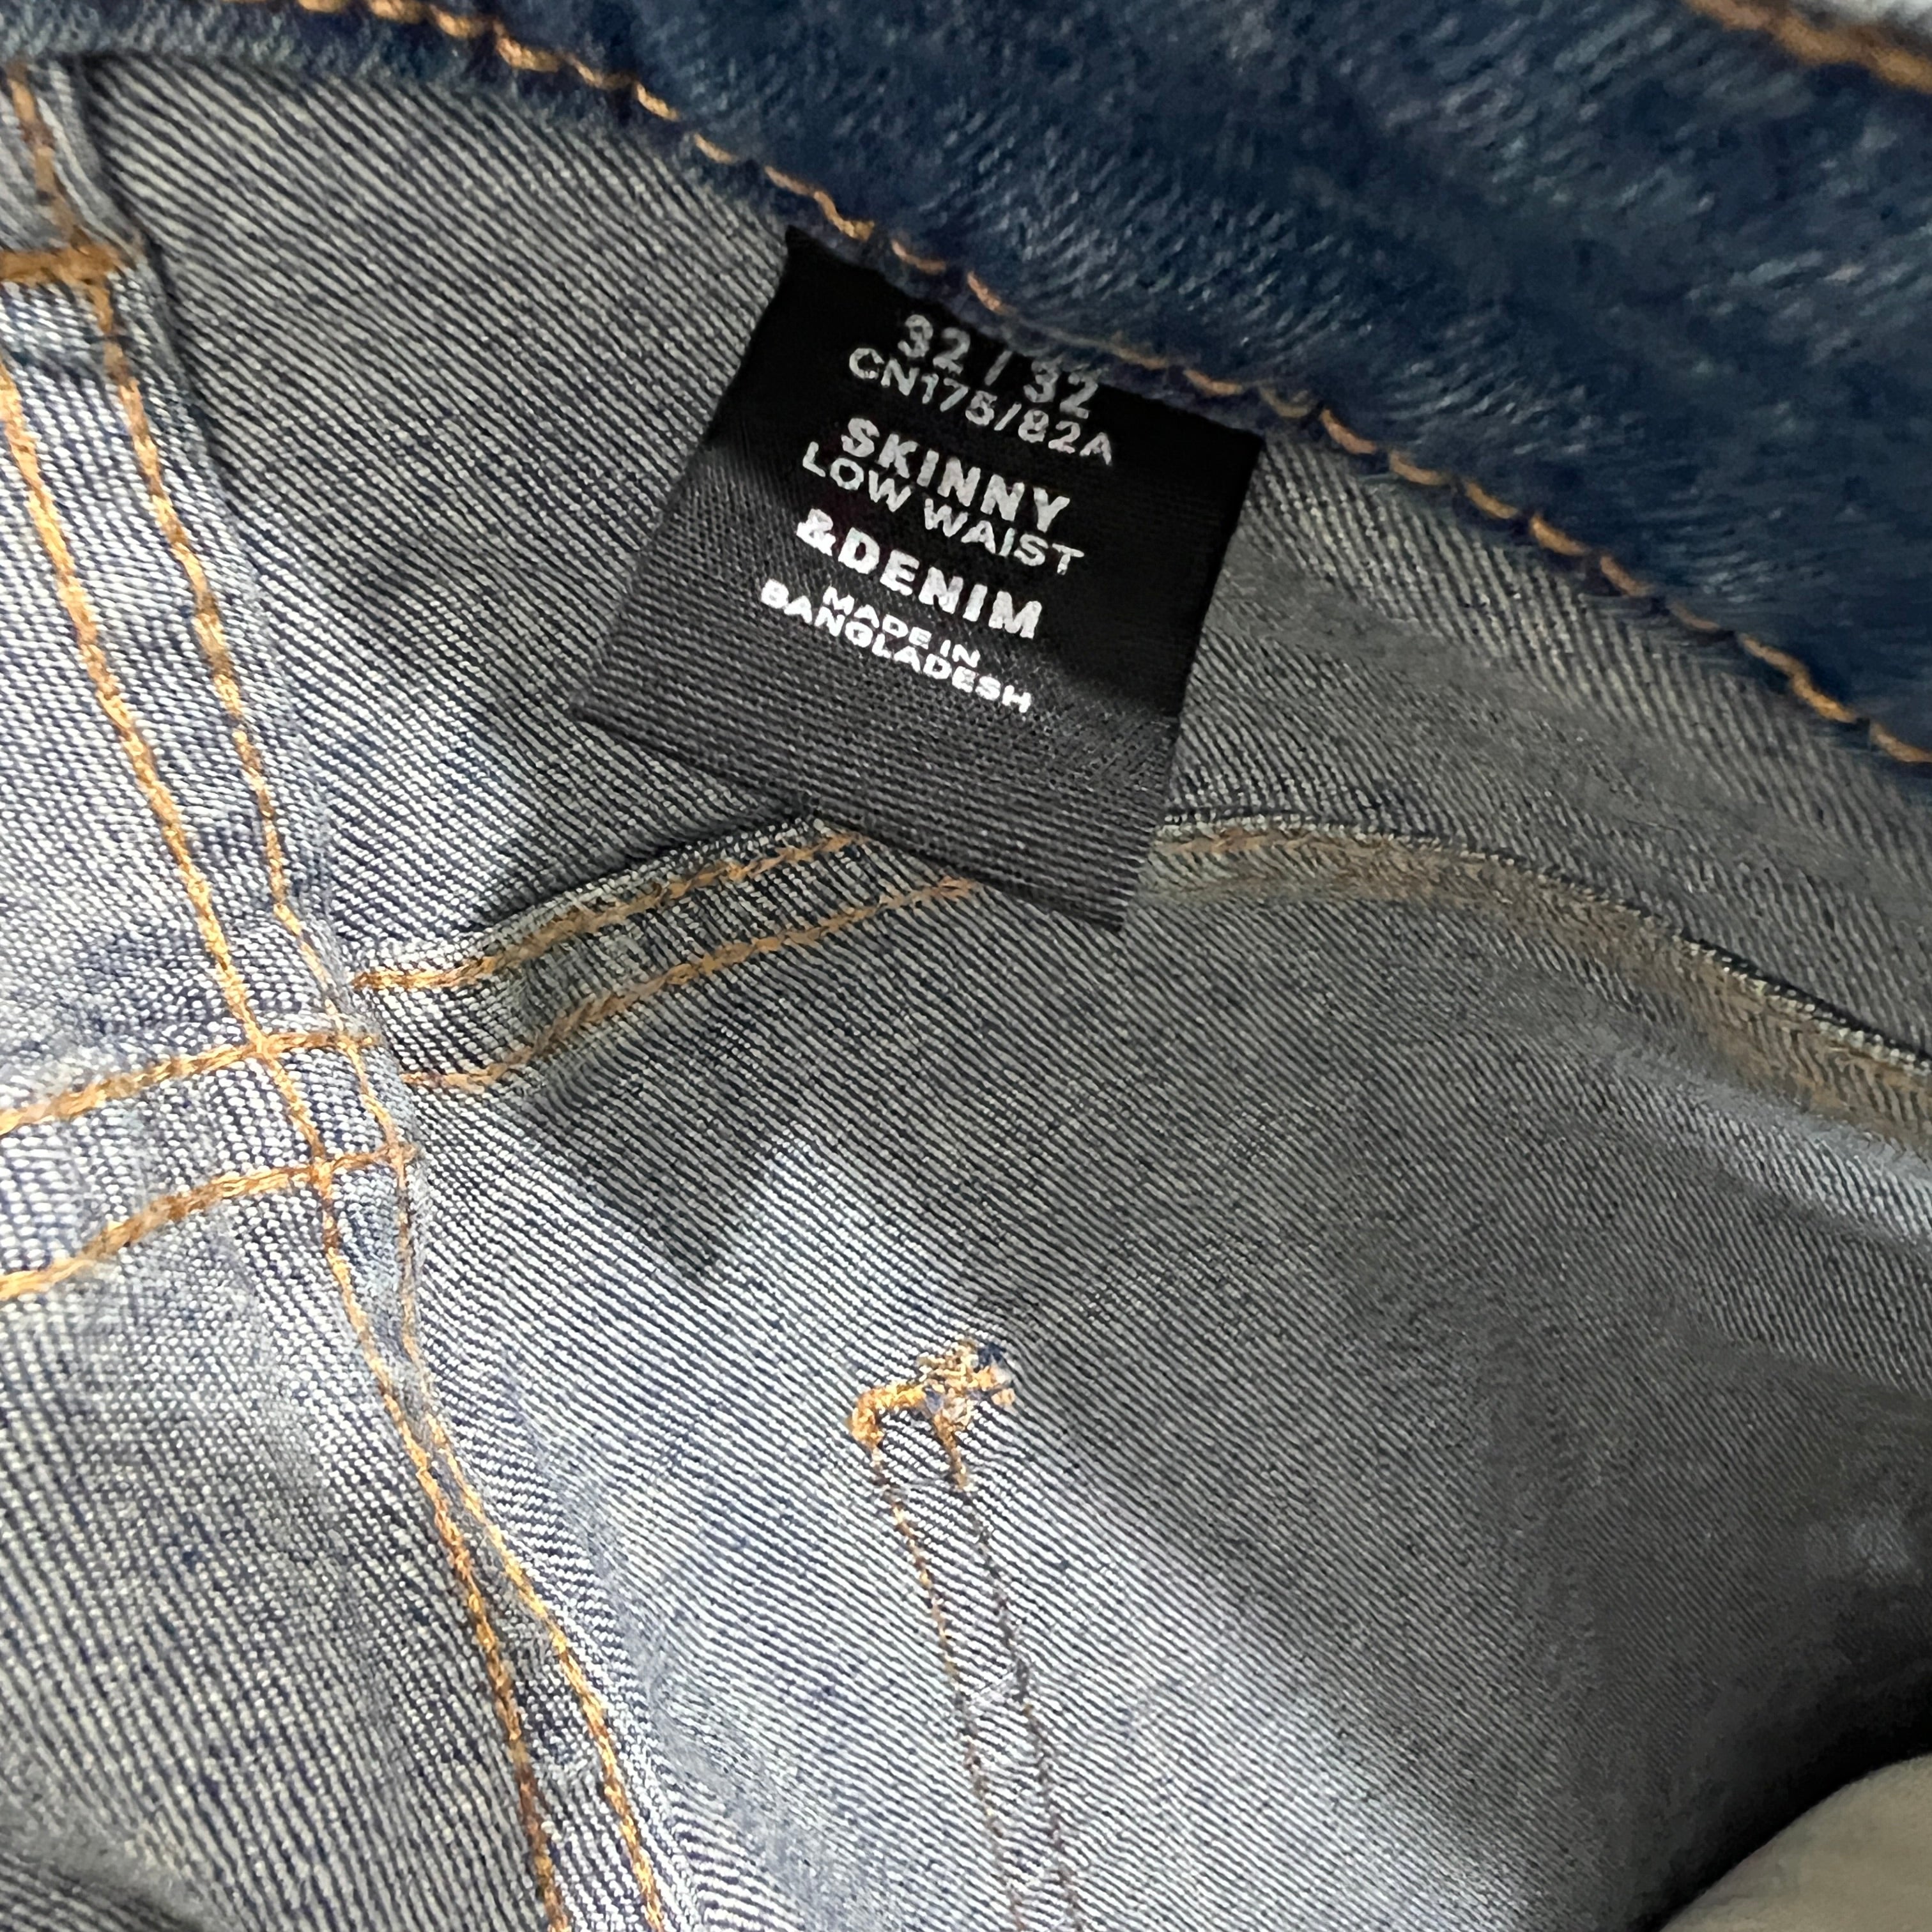 32 / 32
CN175/82A
SKINNY
LOW WAIST
&DENIM
MADE IN
BANGLADESH